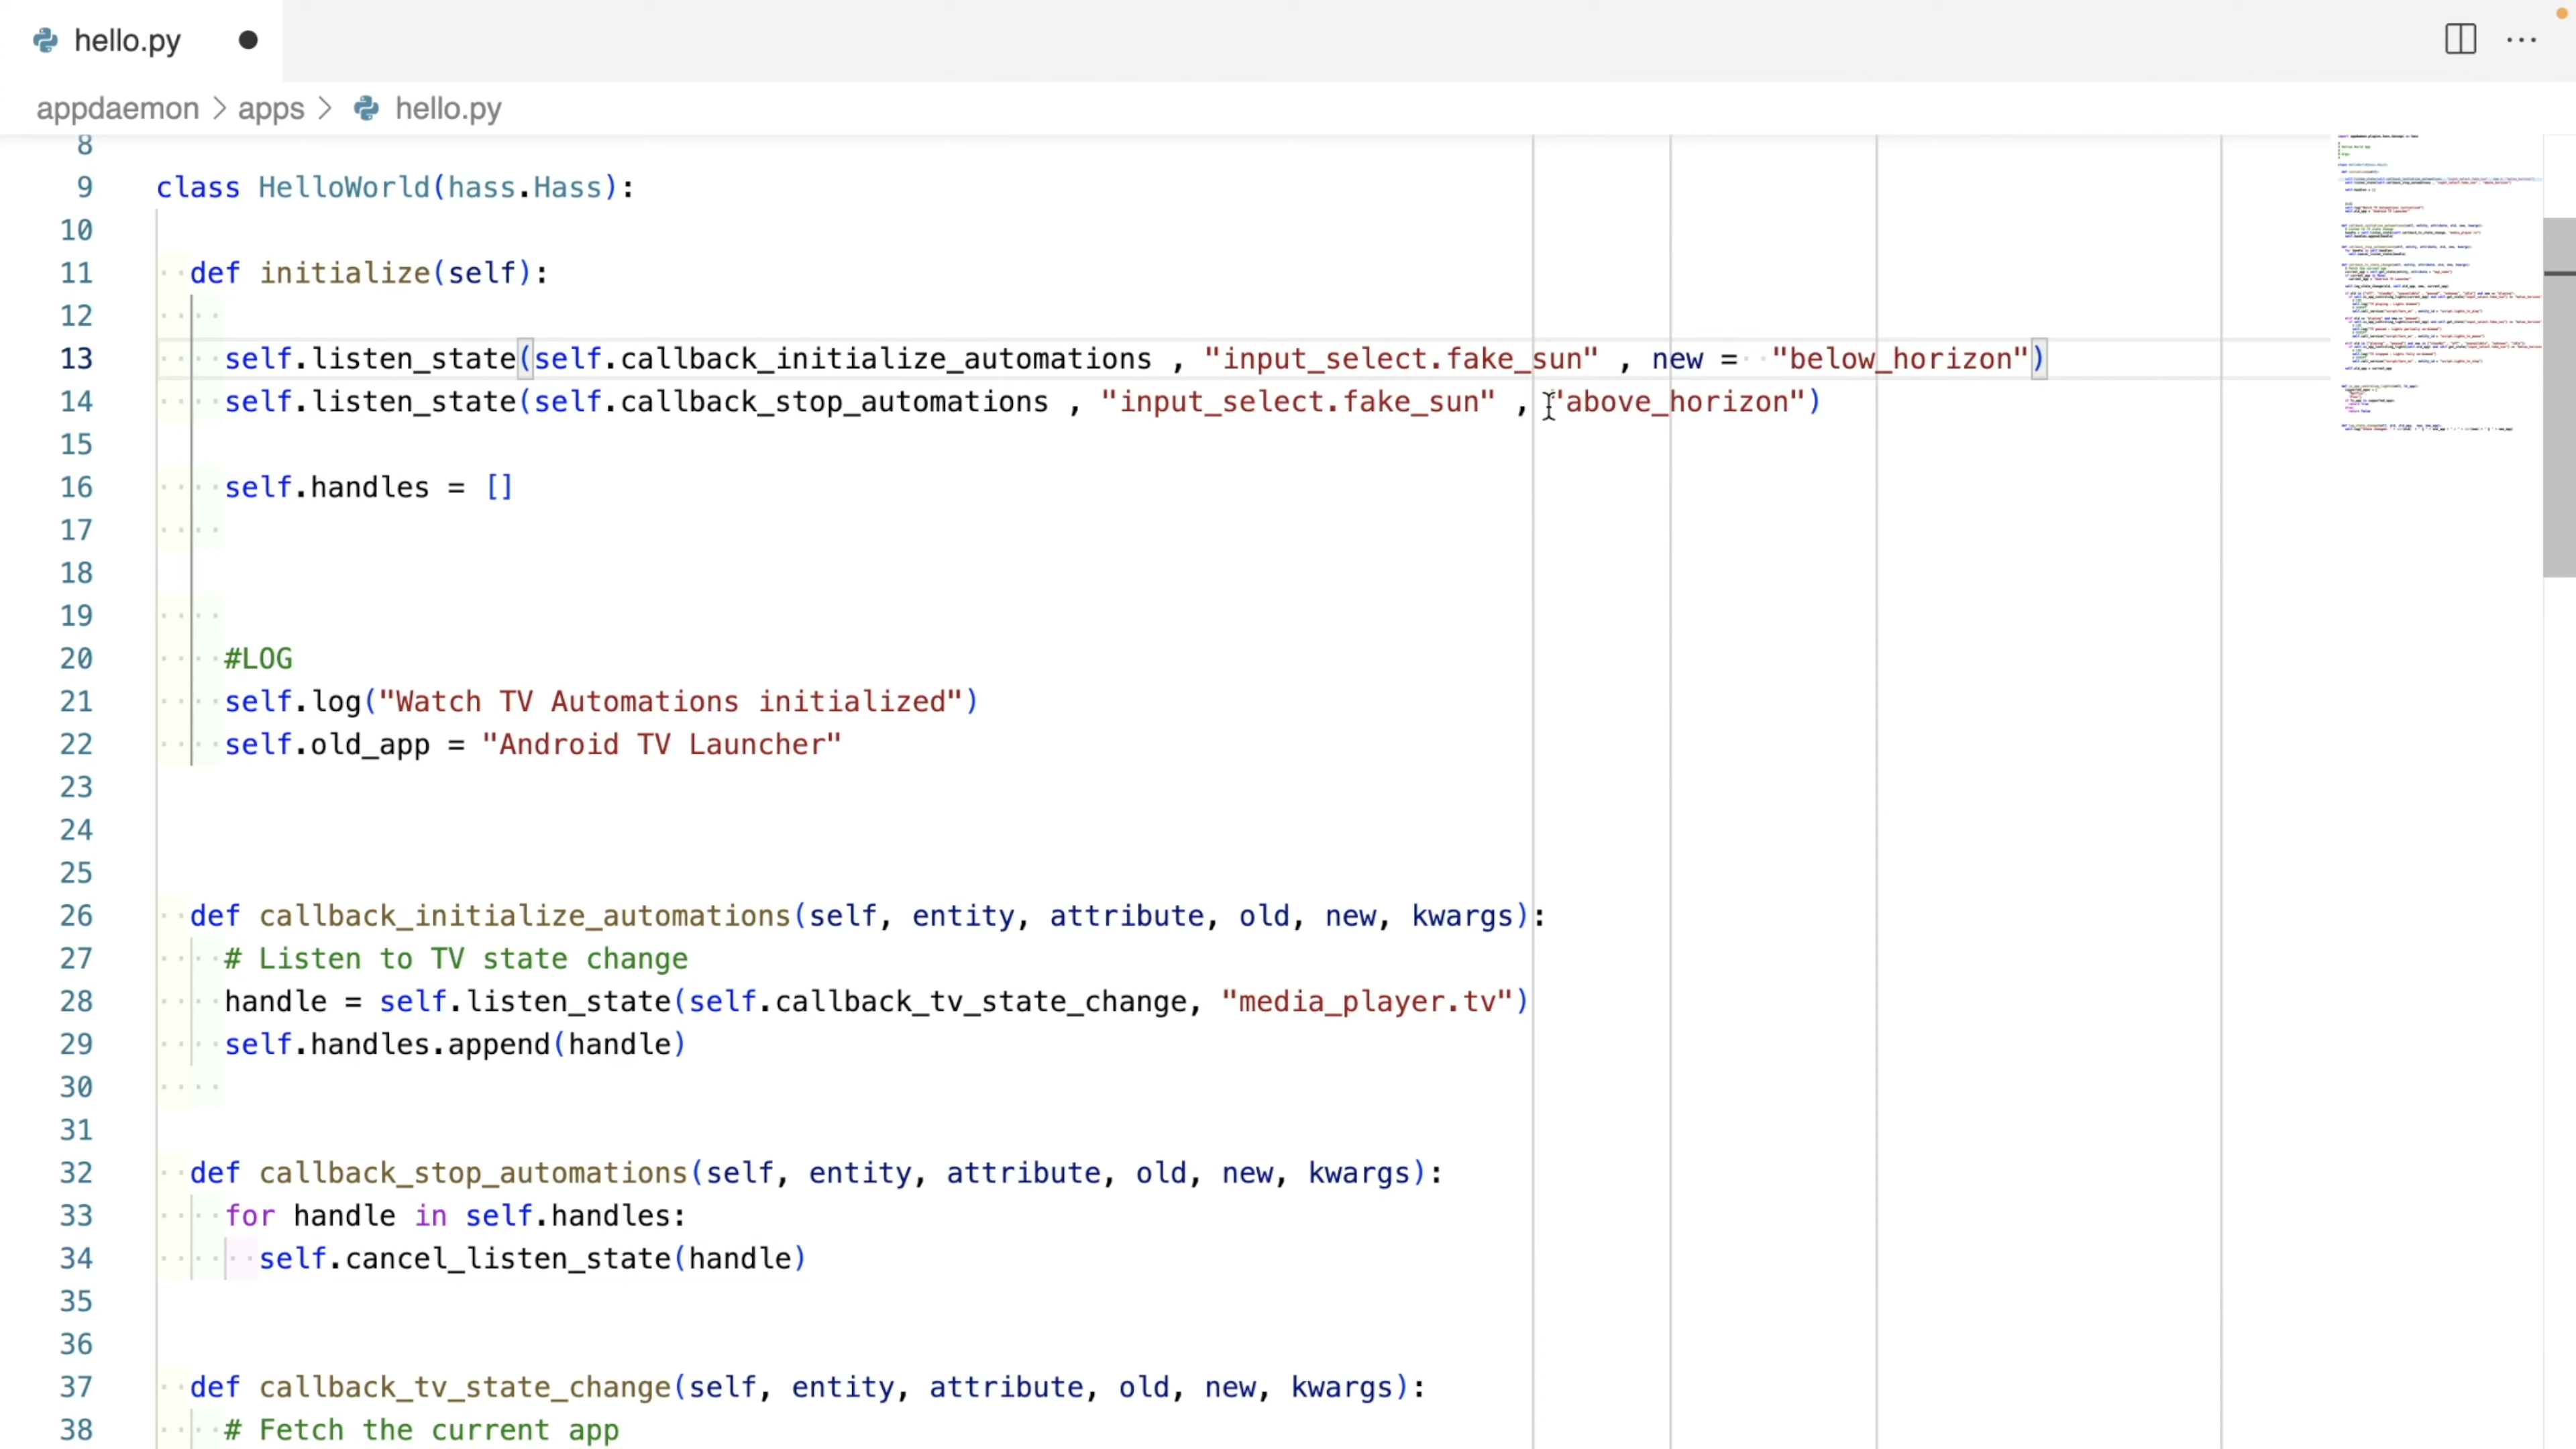 hello.py
appdaemon > apps > hello.py
8
9 class HelloWorld(hass.Hass):
10
11 def initialize(self):
12
13 self.listen_state(self.callback_initialize_automations , "input_select.fake_sun" , new =  "below_horizon")
14 self.listen_state(self.callback_stop_automations , "input_select.fake_sun" , "above_horizon")
15
16 self.handles = []
17
18
19
20 #LOG
21 self.log("Watch TV Automations initialized")
22 self.old_app = "Android TV Launcher"
23
24
25
26 def callback_initialize_automations(self, entity, attribute, old, new, kwargs):
27 # Listen to TV state change
28 handle = self.listen_state(self.callback_tv_state_change, "media_player.tv")
29 self.handles.append(handle)
30
31
32 def callback_stop_automations(self, entity, attribute, old, new, kwargs):
33 for handle in self.handles:
34 self.cancel_listen_state(handle)
35
36
37 def callback_tv_state_change(self, entity, attribute, old, new, kwargs):
38 # Fetch the current app